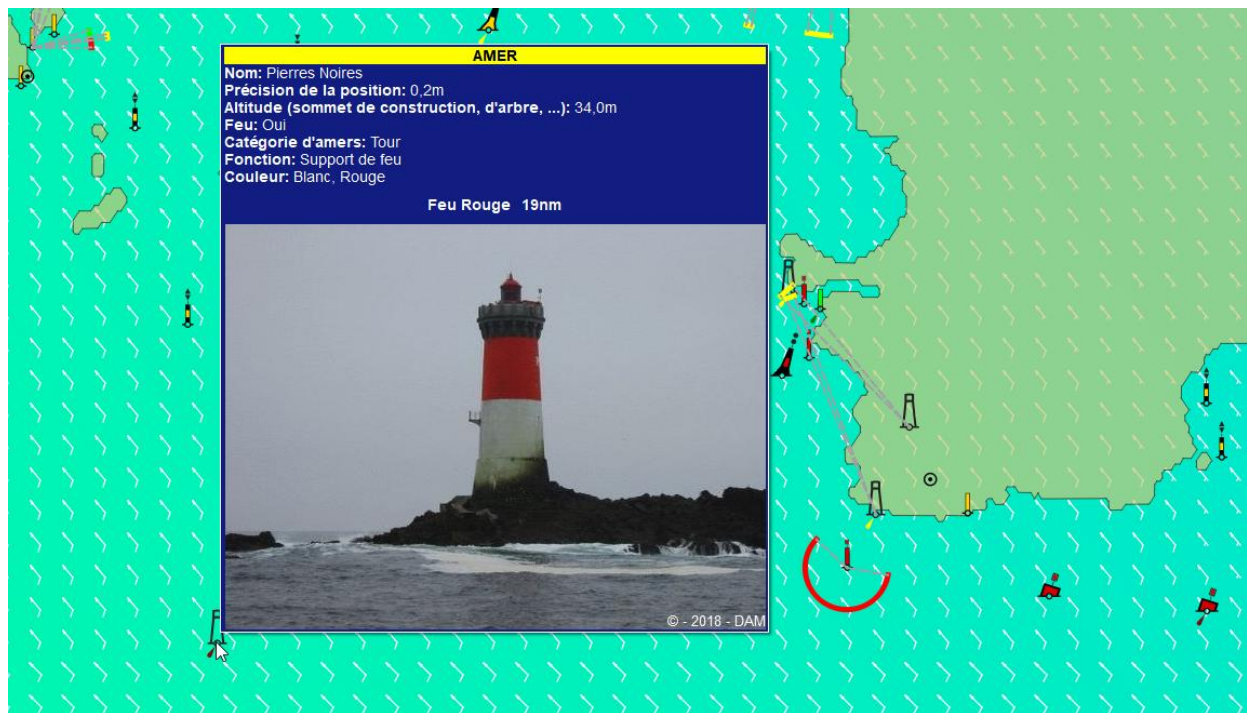 AMER
Nom: Pierres Noires
Précision de la position: 0,2m
Altitude (sommet de construction, d'arbre, ...): 34,0m
Feu: Oui
Catégorie d'amers: Tour
Fonction: Support de feu
Couleur: Blanc, Rouge
Feu Rouge 19nm
© - 2018 - DAM